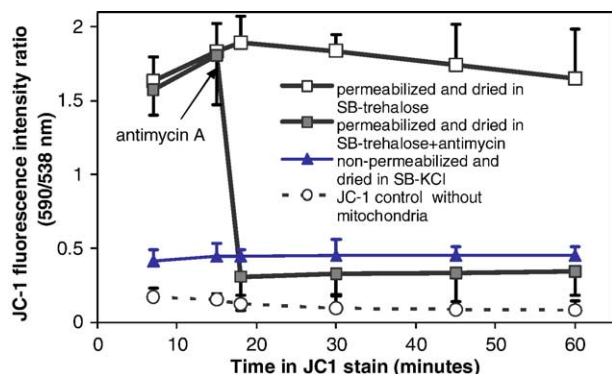 JC-1 fluorescence intensity ratio
(590/538 nm)
2
1.5
1
0.5
0
antimycin A
permeabilized and dried in
SB-trehalose
permeabilized and dried in
SB-trehalose+antimycin
non-permeabilized and
dried in SB-KCl
JC-1 control without
mitochondria
0 10 20 30 40 50 60
Time in JC1 stain (minutes)